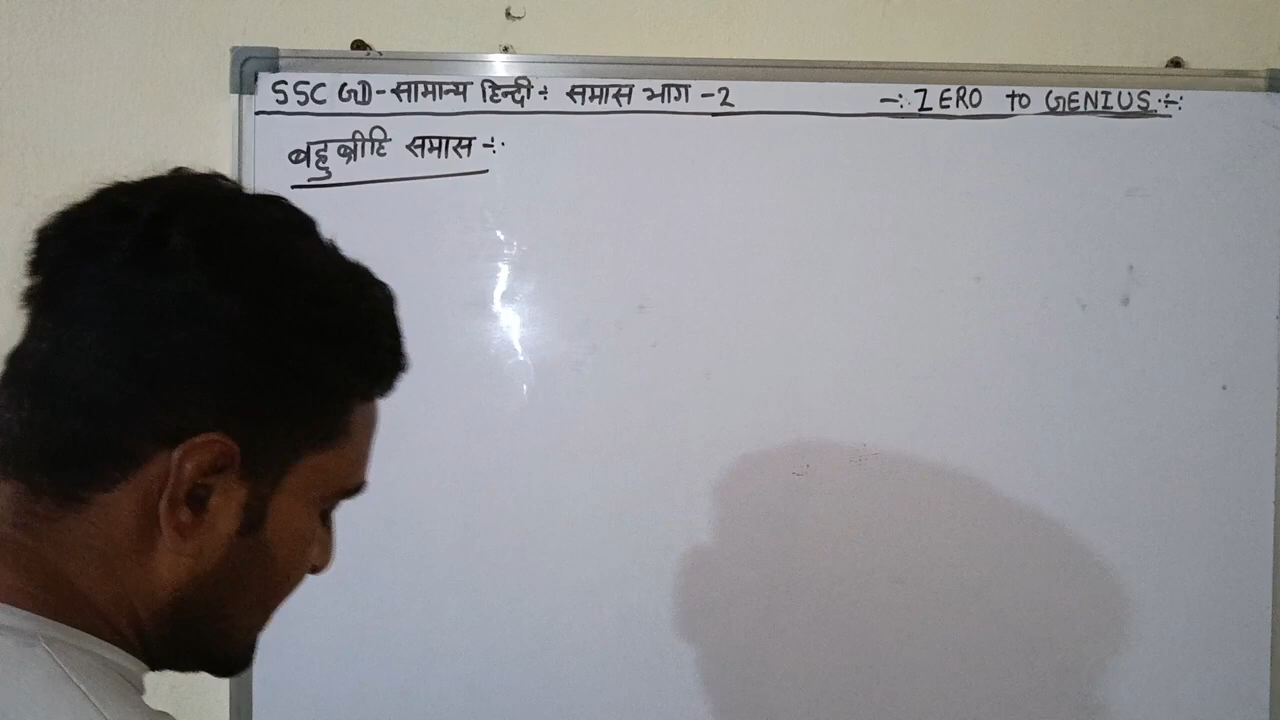 SSC GD-सामान्य हिन्दी÷ समास भाग -2 -:. ZERO to GENIUS.÷:
बहुब्रीहि समास -:-